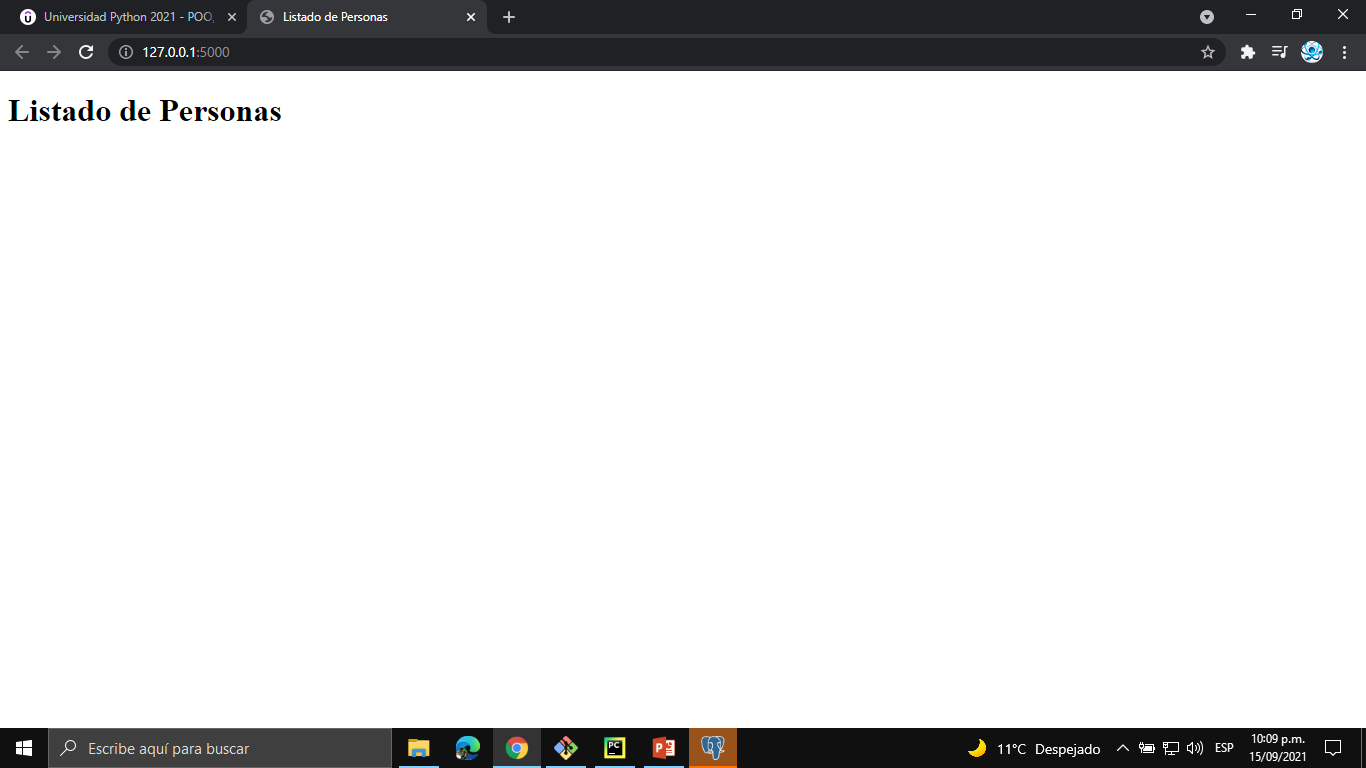 Universidad Python 2021 - POO,
Listado de Personas
127.0.0.1:5000
Listado de Personas
Escribe aquí para buscar
PC
P
11°C Despejado
ESP
10:09 p.m.
15/09/2021